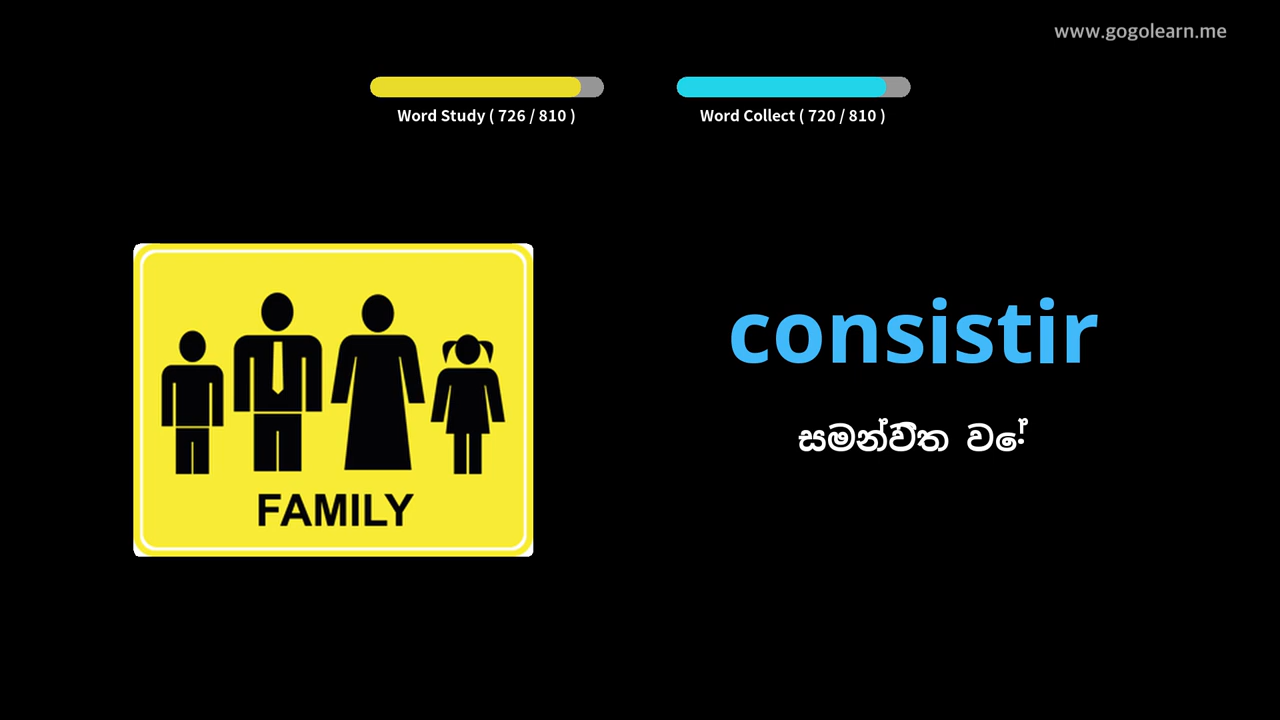 www.gogolearn.me
Word Study ( 726 / 810 )
Word Collect ( 720 / 810 )
consistir
සමන්විත වේ.
FAMILY